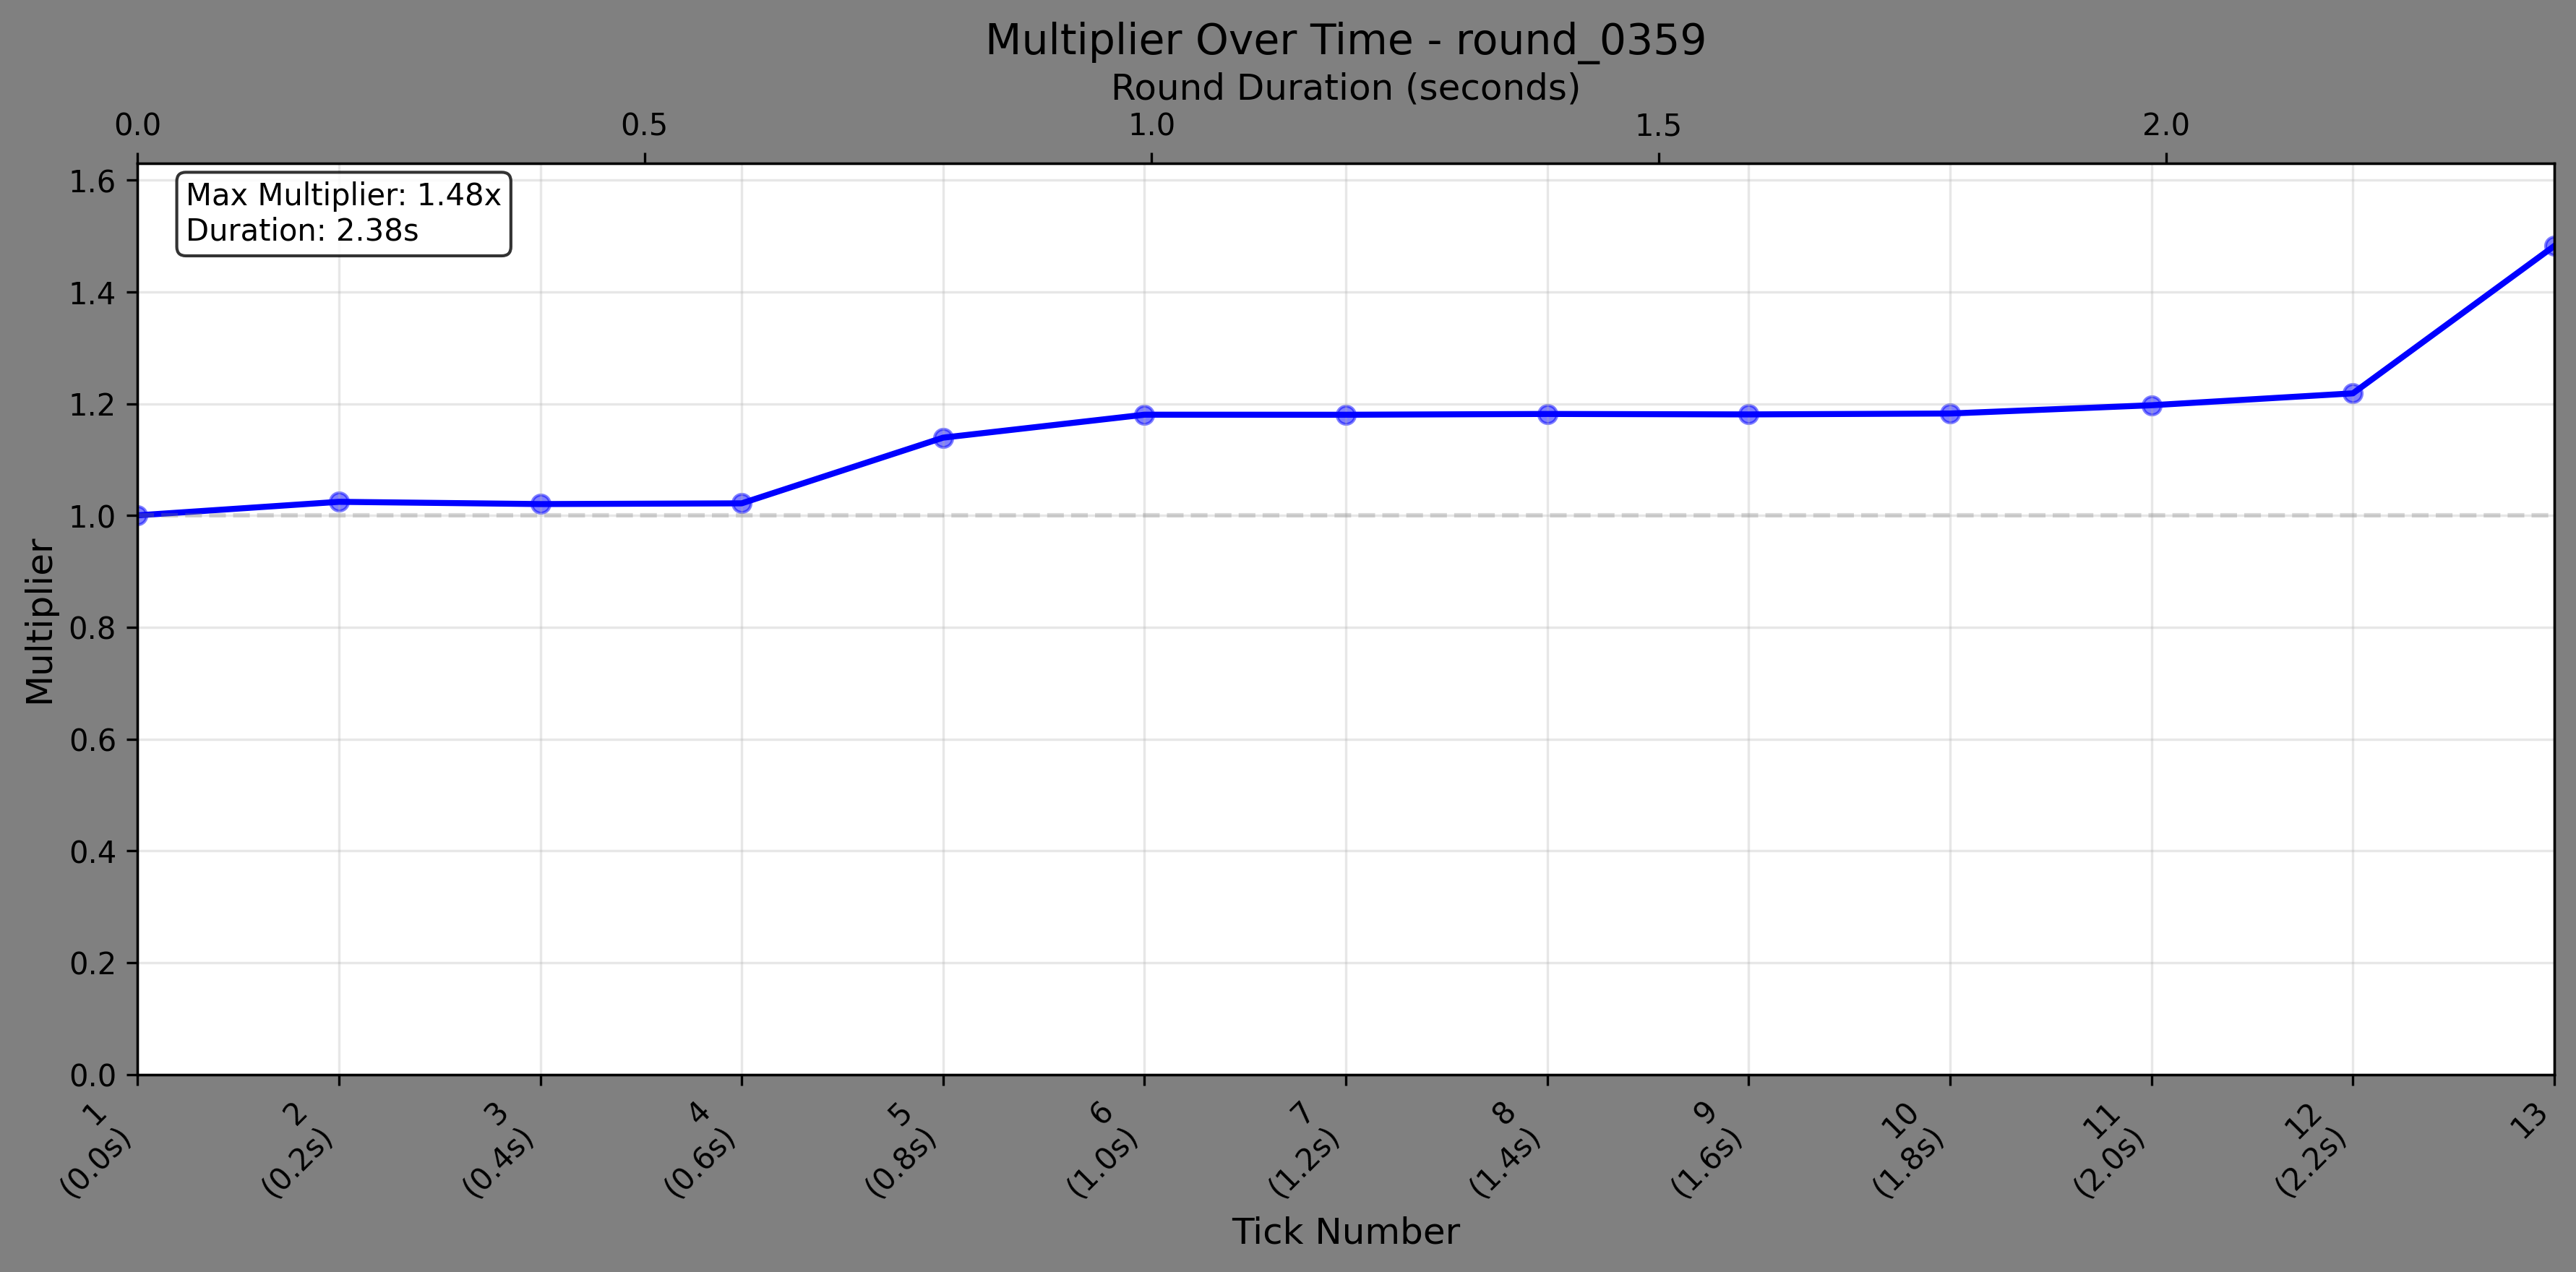 Multiplier Over Time - round_0359
Round Duration (seconds)
0.0 0.5 1.0 1.5 2.0
Max Multiplier: 1.48x
Duration: 2.38s
1.6
1.4
1.2
1.0
0.8
0.6
0.4
0.2
0.0
Multiplier
1
(0.0s)
2
(0.2s)
3
(0.4s)
4
(0.6s)
5
(0.8s)
6
(1.0s)
7
(1.2s)
8
(1.4s)
9
(1.6s)
10
(1.8s)
11
(2.0s)
12
(2.2s)
13
Tick Number